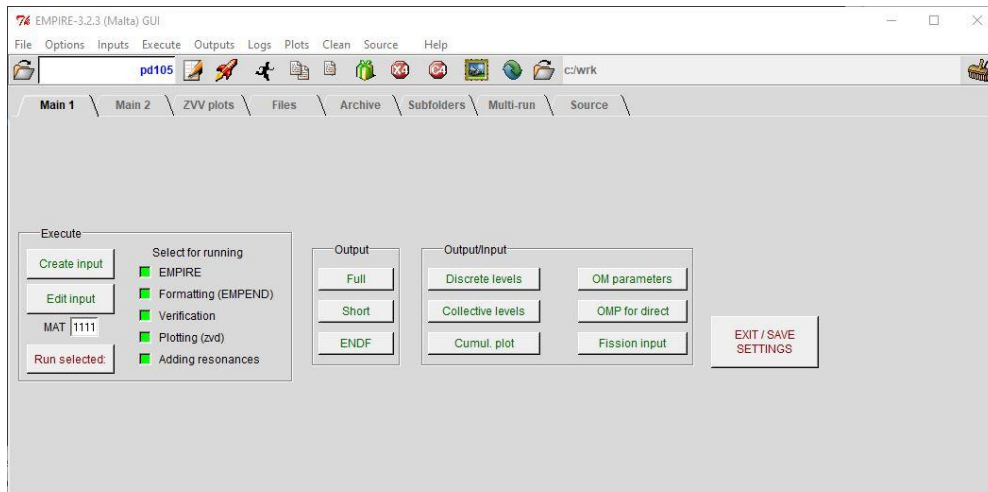 EMPIRE-3.2.3 (Malta) GUI
File Options Inputs Execute Outputs Logs Plots Clean Source Help
pd105 X4 C4 c:/wrk
Main 1 Main 2 ZVV plots Files Archive Subfolders Multi-run Source
Execute
Create input
Edit input
MAT 1111
Run selected:
Select for running
EMPIRE
Formatting (EMPEND)
Verification
Plotting (zvd)
Adding resonances
Output
Full
Short
ENDF
Output/Input
Discrete levels OM parameters
Collective levels OMP for direct
Cumul. plot Fission input
EXIT / SAVE
SETTINGS